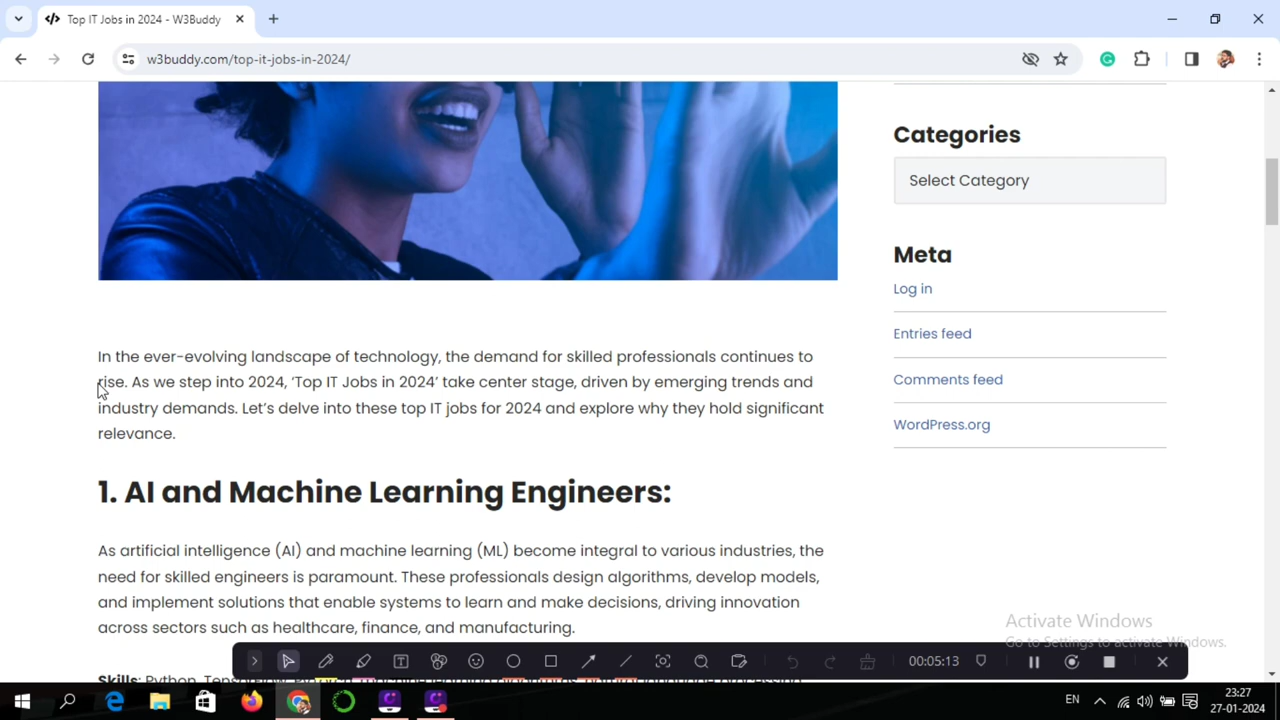 Top IT Jobs in 2024 - W3Buddy
w3buddy.com/top-it-jobs-in-2024/
Categories
Select Category
Meta
Log in
Entries feed
Comments feed
WordPress.org
In the ever-evolving landscape of technology, the demand for skilled professionals continues to
rise. As we step into 2024, ‘Top IT Jobs in 2024’ take center stage, driven by emerging trends and
industry demands. Let’s delve into these top IT jobs for 2024 and explore why they hold significant
relevance.
1. AI and Machine Learning Engineers:
As artificial intelligence (AI) and machine learning (ML) become integral to various industries, the
need for skilled engineers is paramount. These professionals design algorithms, develop models,
and implement solutions that enable systems to learn and make decisions, driving innovation
across sectors such as healthcare, finance, and manufacturing.
Skills: Python, TensorFlow,
Activate Windows
Go to Settings to activate Windows.
00:05:13
EN
23:27
27-01-2024